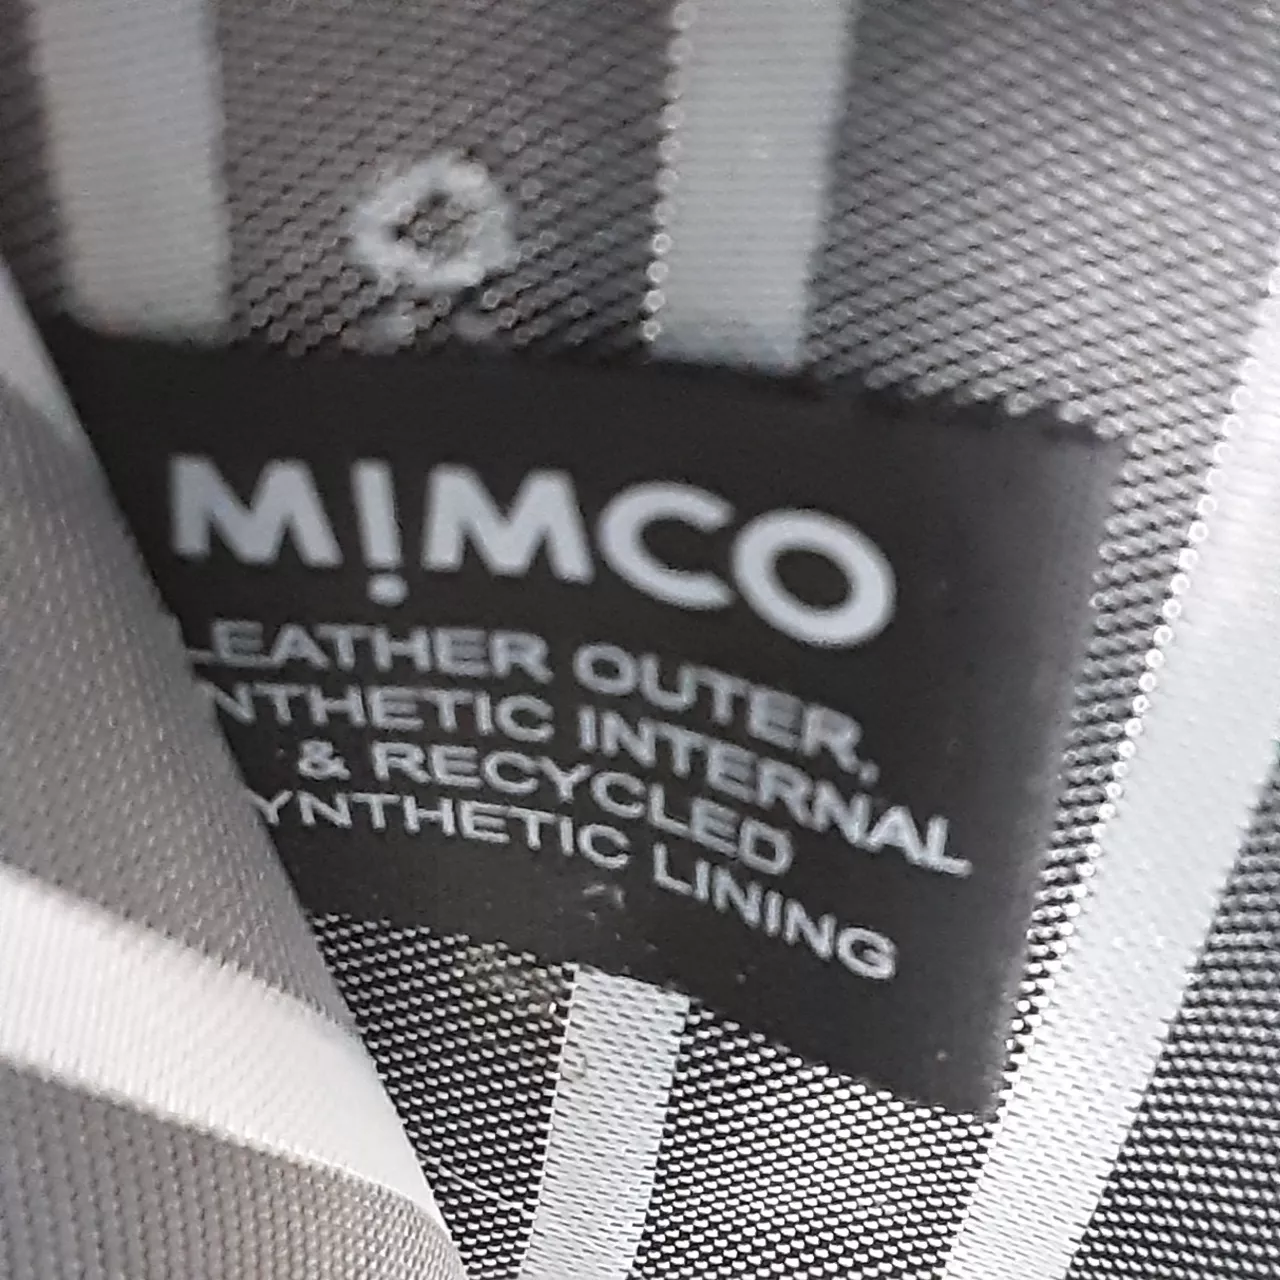 M!MCO
LEATHER OUTER,
NTHETIC INTERNAL
& RECYCLED
YNTHETIC LINING